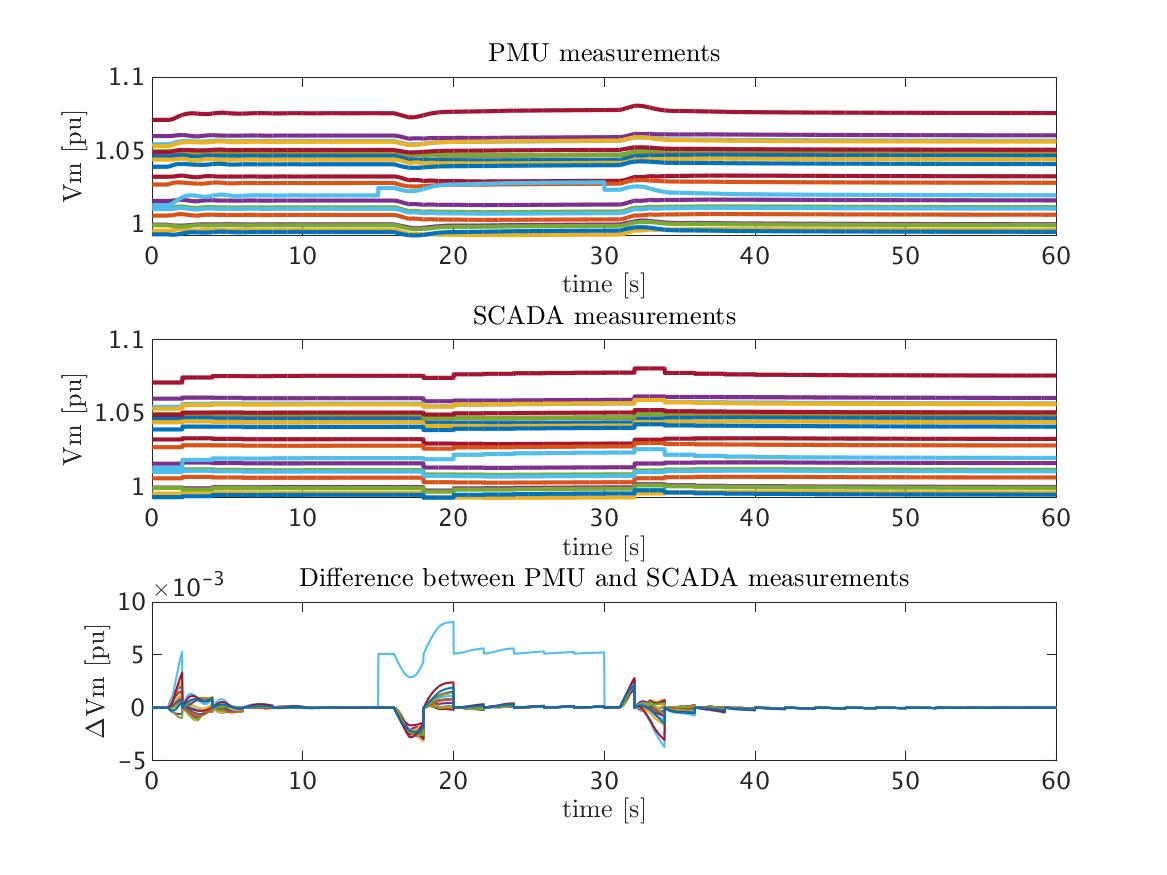 PMU measurements
1.1
1.05
1
Vm [pu]
0 10 20 30 40 50 60
time [s]
SCADA measurements
1.1
1.05
1
Vm [pu]
0 10 20 30 40 50 60
time [s]
Difference between PMU and SCADA measurements
×10⁻³
10
5
0
-5
ΔVm [pu]
0 10 20 30 40 50 60
time [s]